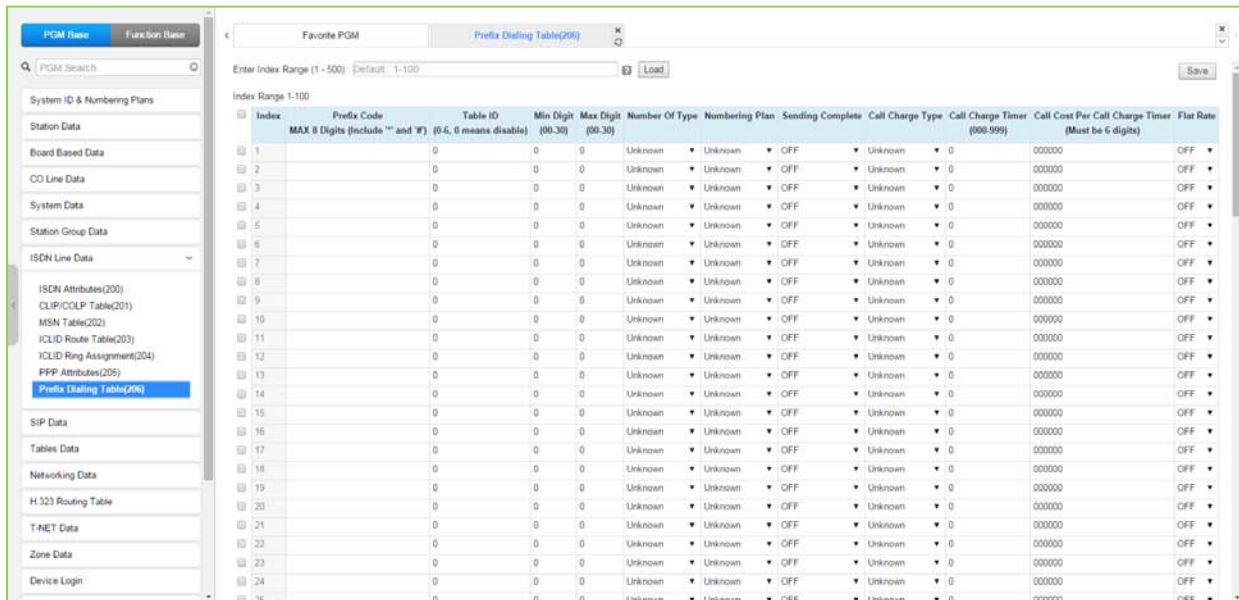 PGM Base Function Base
PGM Search
System ID & Numbering Plans
Station Data
Board Based Data
CO Line Data
System Data
Station Group Data
ISDN Line Data
ISDN Attributes(200)
CLIP/COLP Table(201)
MSN Table(202)
ICLID Route Table(203)
ICLID Ring Assignment(204)
PPP Attributes(205)
Prefix Dialing Table(206)
SIP Data
Tables Data
Networking Data
H.323 Routing Table
T-NET Data
Zone Data
Device Login
Favorite PGM Prefix Dialing Table(206)
Enter Index Range (1 - 500) : Default : 1-100 Load Save
Index Range 1-100
Index Prefix Code Table ID Min Digit Max Digit Number Of Type Numbering Plan Sending Complete Call Charge Type Call Charge Timer Call Cost Per Call Charge Timer Flat Rate
MAX 8 Digits (Include '*' and '#') (0-6, 0 means disable) (00-30) (00-30) (000-999) (Must be 6 digits)
1 0 0 0 Unknown Unknown OFF Unknown 0 000000 OFF
2 0 0 0 Unknown Unknown OFF Unknown 0 000000 OFF
3 0 0 0 Unknown Unknown OFF Unknown 0 000000 OFF
4 0 0 0 Unknown Unknown OFF Unknown 0 000000 OFF
5 0 0 0 Unknown Unknown OFF Unknown 0 000000 OFF
6 0 0 0 Unknown Unknown OFF Unknown 0 000000 OFF
7 0 0 0 Unknown Unknown OFF Unknown 0 000000 OFF
8 0 0 0 Unknown Unknown OFF Unknown 0 000000 OFF
9 0 0 0 Unknown Unknown OFF Unknown 0 000000 OFF
10 0 0 0 Unknown Unknown OFF Unknown 0 000000 OFF
11 0 0 0 Unknown Unknown OFF Unknown 0 000000 OFF
12 0 0 0 Unknown Unknown OFF Unknown 0 000000 OFF
13 0 0 0 Unknown Unknown OFF Unknown 0 000000 OFF
14 0 0 0 Unknown Unknown OFF Unknown 0 000000 OFF
15 0 0 0 Unknown Unknown OFF Unknown 0 000000 OFF
16 0 0 0 Unknown Unknown OFF Unknown 0 000000 OFF
17 0 0 0 Unknown Unknown OFF Unknown 0 000000 OFF
18 0 0 0 Unknown Unknown OFF Unknown 0 000000 OFF
19 0 0 0 Unknown Unknown OFF Unknown 0 000000 OFF
20 0 0 0 Unknown Unknown OFF Unknown 0 000000 OFF
21 0 0 0 Unknown Unknown OFF Unknown 0 000000 OFF
22 0 0 0 Unknown Unknown OFF Unknown 0 000000 OFF
23 0 0 0 Unknown Unknown OFF Unknown 0 000000 OFF
24 0 0 0 Unknown Unknown OFF Unknown 0 000000 OFF